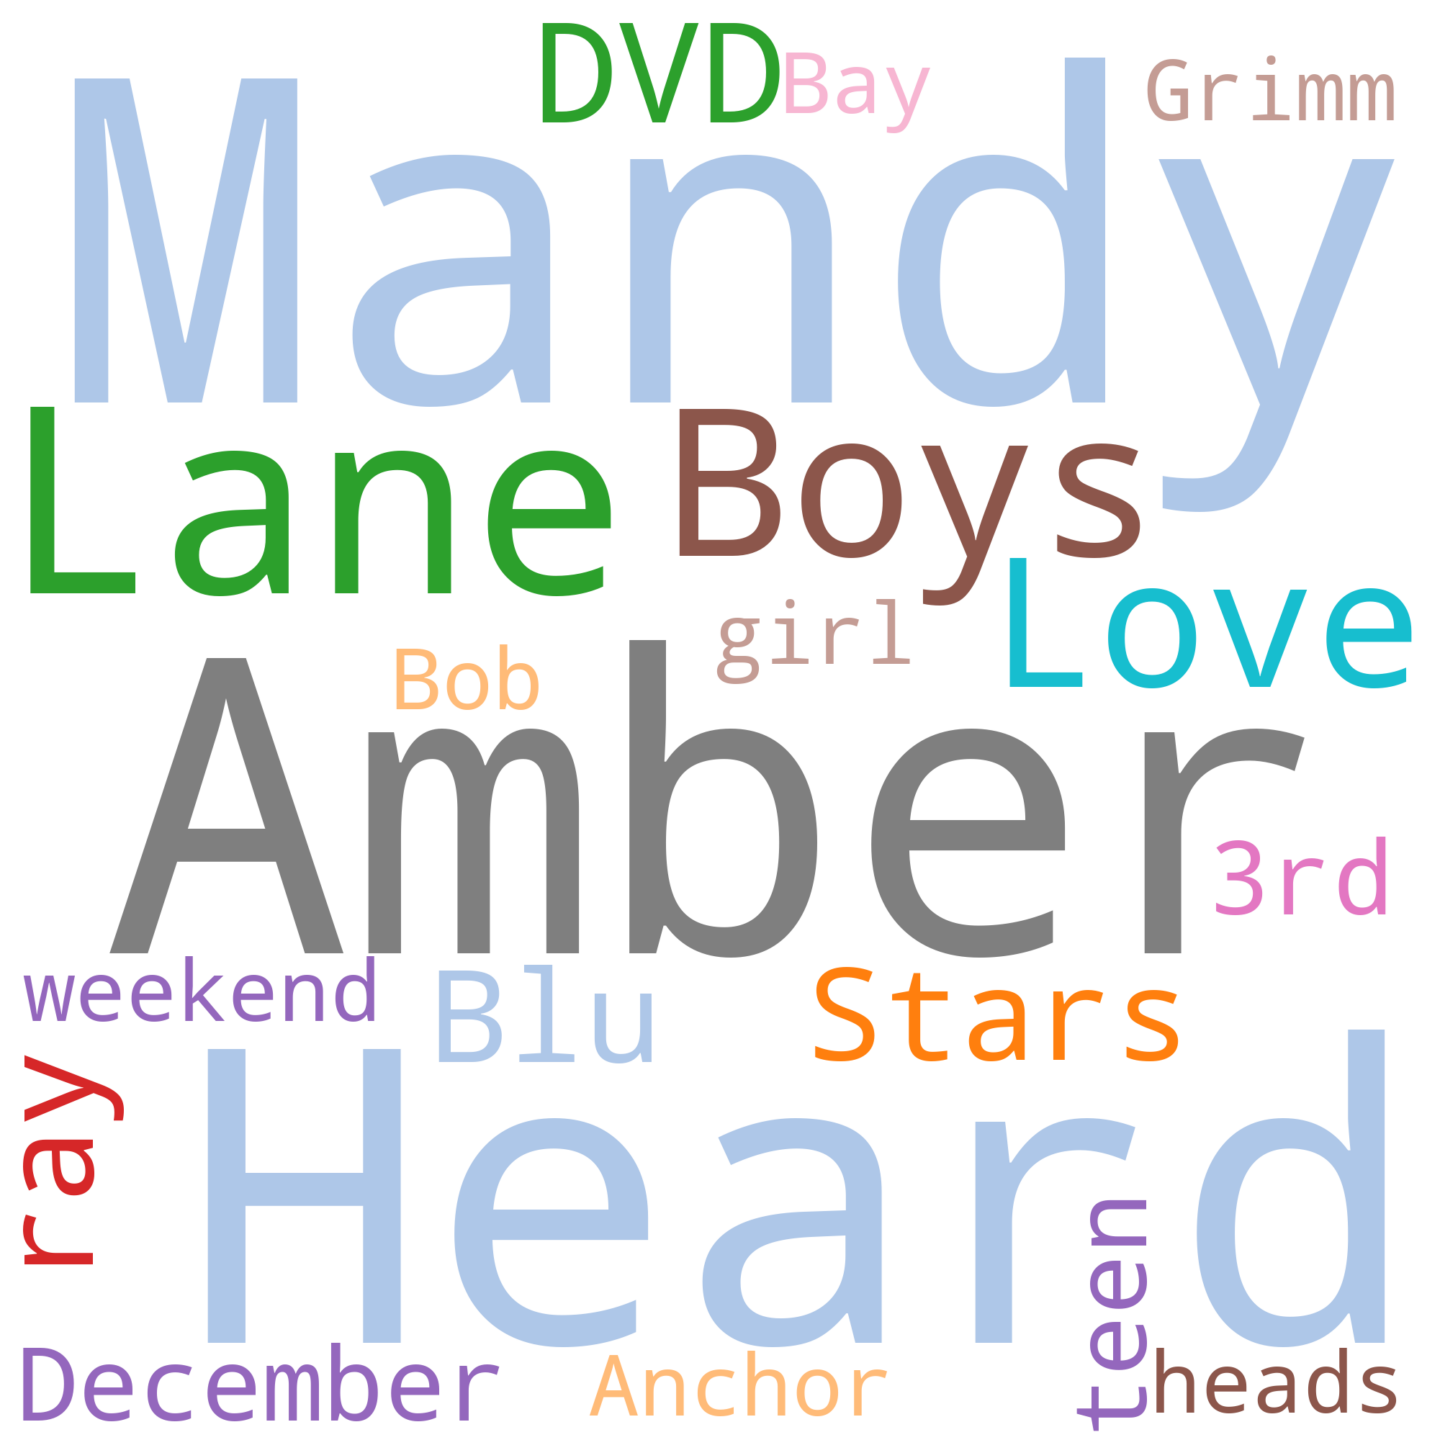 DVD
Bay
Grimm
Mandy
Lane
Boys
Love
girl
Bob
Amber
3rd
weekend
Blu
Stars
ray
Heard
teen
December
Anchor
heads